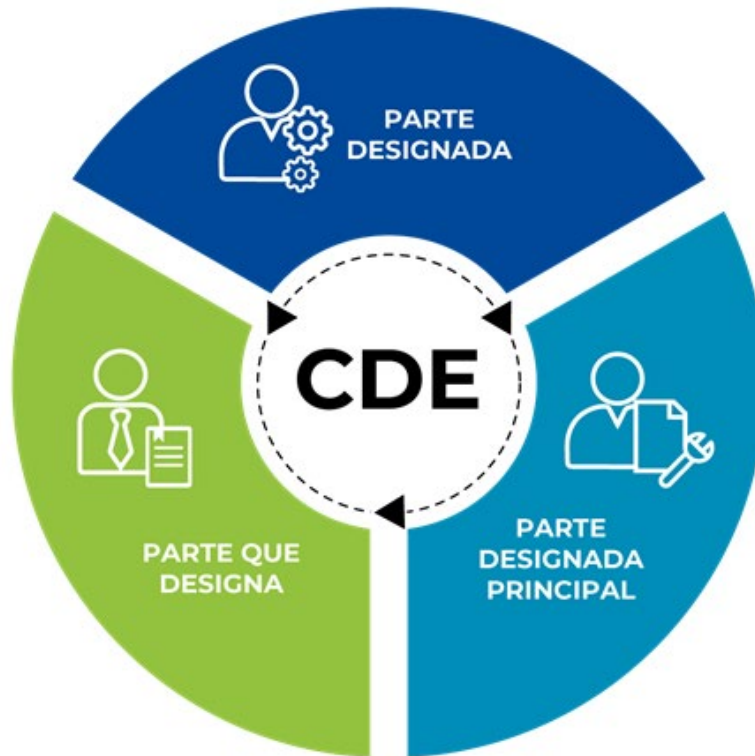 PARTE
DESIGNADA
CDE
PARTE QUE
DESIGNA
PARTE
DESIGNADA
PRINCIPAL